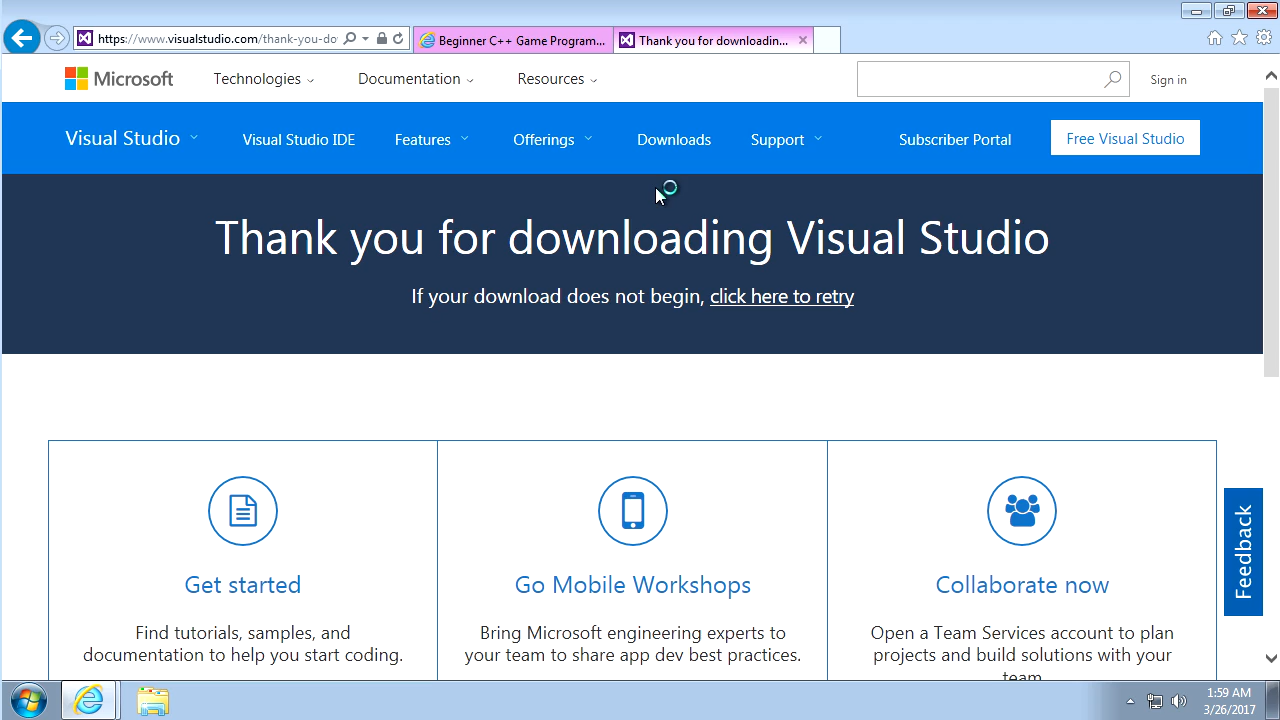 https://www.visualstudio.com/thank-you-do
Beginner C++ Game Program...
Thank you for downloadin...
Microsoft
Technologies
Documentation
Resources
Sign in
Visual Studio
Visual Studio IDE
Features
Offerings
Downloads
Support
Subscriber Portal
Free Visual Studio
Thank you for downloading Visual Studio
If your download does not begin, click here to retry
Get started
Find tutorials, samples, and
documentation to help you start coding.
Go Mobile Workshops
Bring Microsoft engineering experts to
your team to share app dev best practices.
Collaborate now
Open a Team Services account to plan
projects and build solutions with your
team
Feedback
1:59 AM
3/26/2017